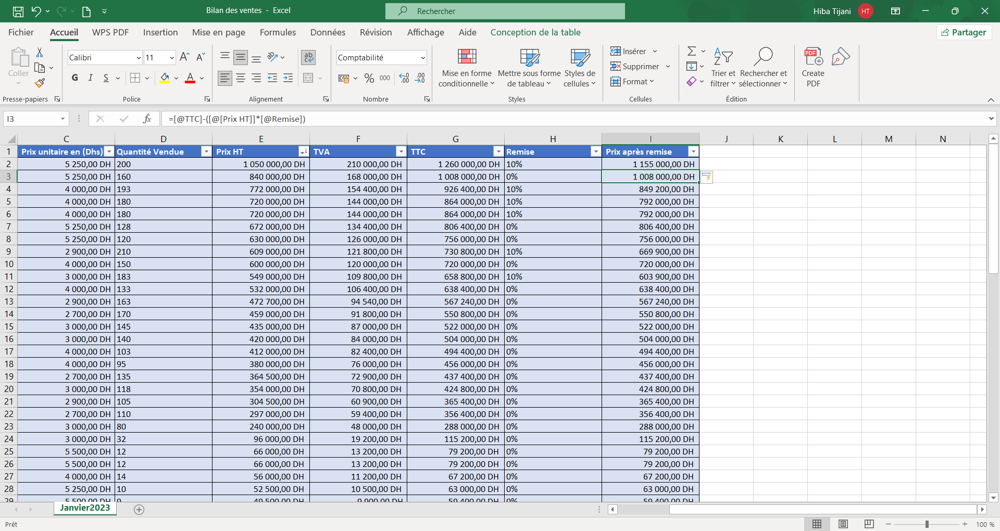 Bilan des ventes - Excel
Rechercher
Hiba Tijani HT
Fichier Accueil WPS PDF Insertion Mise en page Formules Données Révision Affichage Aide Conception de la table Partager
Coller
Presse-papiers
Calibri 11
G I S
A
Police
ab
Alignement
Comptabilité
% 000
Nombre
Mise en forme conditionnelle
Mettre sous forme de tableau
Styles de cellules
Styles
Insérer
Supprimer
Format
Cellules
Trier et filtrer
Rechercher et sélectionner
Édition
PDF
Create PDF
I3 fx =[@TTC]-([@[Prix HT]]*[@Remise])
C D E F G H I J K L M N
1 Prix unitaire en (Dhs) Quantité Vendue Prix HT TVA TTC Remise Prix après remise
2 5 250,00 DH 200 1 050 000,00 DH 210 000,00 DH 1 260 000,00 DH 10% 1 155 000,00 DH
3 5 250,00 DH 160 840 000,00 DH 168 000,00 DH 1 008 000,00 DH 0% 1 008 000,00 DH
4 4 000,00 DH 193 772 000,00 DH 154 400,00 DH 926 400,00 DH 10% 849 200,00 DH
5 4 000,00 DH 180 720 000,00 DH 144 000,00 DH 864 000,00 DH 10% 792 000,00 DH
6 4 000,00 DH 180 720 000,00 DH 144 000,00 DH 864 000,00 DH 10% 792 000,00 DH
7 5 250,00 DH 128 672 000,00 DH 134 400,00 DH 806 400,00 DH 0% 806 400,00 DH
8 5 250,00 DH 120 630 000,00 DH 126 000,00 DH 756 000,00 DH 0% 756 000,00 DH
9 2 900,00 DH 210 609 000,00 DH 121 800,00 DH 730 800,00 DH 10% 669 900,00 DH
10 4 000,00 DH 150 600 000,00 DH 120 000,00 DH 720 000,00 DH 0% 720 000,00 DH
11 3 000,00 DH 183 549 000,00 DH 109 800,00 DH 658 800,00 DH 10% 603 900,00 DH
12 4 000,00 DH 133 532 000,00 DH 106 400,00 DH 638 400,00 DH 0% 638 400,00 DH
13 2 900,00 DH 163 472 700,00 DH 94 540,00 DH 567 240,00 DH 0% 567 240,00 DH
14 2 700,00 DH 170 459 000,00 DH 91 800,00 DH 550 800,00 DH 0% 550 800,00 DH
15 3 000,00 DH 145 435 000,00 DH 87 000,00 DH 522 000,00 DH 0% 522 000,00 DH
16 3 000,00 DH 140 420 000,00 DH 84 000,00 DH 504 000,00 DH 0% 504 000,00 DH
17 4 000,00 DH 103 412 000,00 DH 82 400,00 DH 494 400,00 DH 0% 494 400,00 DH
18 4 000,00 DH 95 380 000,00 DH 76 000,00 DH 456 000,00 DH 0% 456 000,00 DH
19 2 700,00 DH 135 364 500,00 DH 72 900,00 DH 437 400,00 DH 0% 437 400,00 DH
20 3 000,00 DH 118 354 000,00 DH 70 800,00 DH 424 800,00 DH 0% 424 800,00 DH
21 2 900,00 DH 105 304 500,00 DH 60 900,00 DH 365 400,00 DH 0% 365 400,00 DH
22 2 700,00 DH 110 297 000,00 DH 59 400,00 DH 356 400,00 DH 0% 356 400,00 DH
23 3 000,00 DH 80 240 000,00 DH 48 000,00 DH 288 000,00 DH 0% 288 000,00 DH
24 3 000,00 DH 32 96 000,00 DH 19 200,00 DH 115 200,00 DH 0% 115 200,00 DH
25 5 500,00 DH 12 66 000,00 DH 13 200,00 DH 79 200,00 DH 0% 79 200,00 DH
26 5 500,00 DH 12 66 000,00 DH 13 200,00 DH 79 200,00 DH 0% 79 200,00 DH
27 4 000,00 DH 14 56 000,00 DH 11 200,00 DH 67 200,00 DH 0% 67 200,00 DH
28 5 250,00 DH 10 52 500,00 DH 10 500,00 DH 63 000,00 DH 0% 63 000,00 DH
29 5 500,00 DH 9 49 500,00 DH 9 900,00 DH 59 400,00 DH 0% 59 400,00 DH
Janvier2023
Prêt
100 %